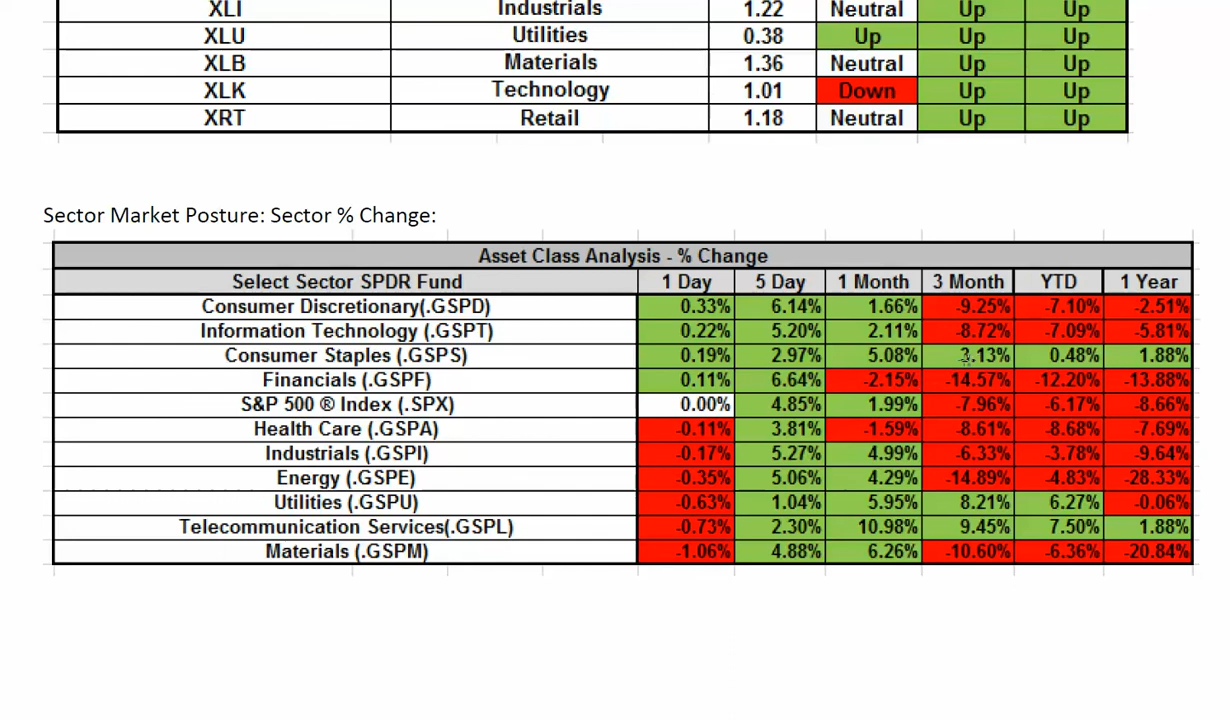 XLI Industrials 1.22 Neutral Up Up
XLU Utilities 0.38 Up Up Up
XLB Materials 1.36 Neutral Up Up
XLK Technology 1.01 Down Up Up
XRT Retail 1.18 Neutral Up Up
Sector Market Posture: Sector % Change:
Asset Class Analysis - % Change
Select Sector SPDR Fund 1 Day 5 Day 1 Month 3 Month YTD 1 Year
Consumer Discretionary(.GSPD) 0.33% 6.14% 1.66% -9.25% -7.10% -2.51%
Information Technology (.GSPT) 0.22% 5.20% 2.11% -8.72% -7.09% -5.81%
Consumer Staples (.GSPS) 0.19% 2.97% 5.08% 3.13% 0.48% 1.88%
Financials (.GSPF) 0.11% 6.64% -2.15% -14.57% -12.20% -13.88%
S&P 500 ® Index (.SPX) 0.00% 4.85% 1.99% -7.96% -6.17% -8.66%
Health Care (.GSPA) -0.11% 3.81% -1.59% -8.61% -8.68% -7.69%
Industrials (.GSPI) -0.17% 5.27% 4.99% -6.33% -3.78% -9.64%
Energy (.GSPE) -0.35% 5.06% 4.29% -14.89% -4.83% -28.33%
Utilities (.GSPU) -0.63% 1.04% 5.95% 8.21% 6.27% -0.06%
Telecommunication Services(.GSPL) -0.73% 2.30% 10.98% 9.45% 7.50% 1.88%
Materials (.GSPM) -1.06% 4.88% 6.26% -10.60% -6.36% -20.84%